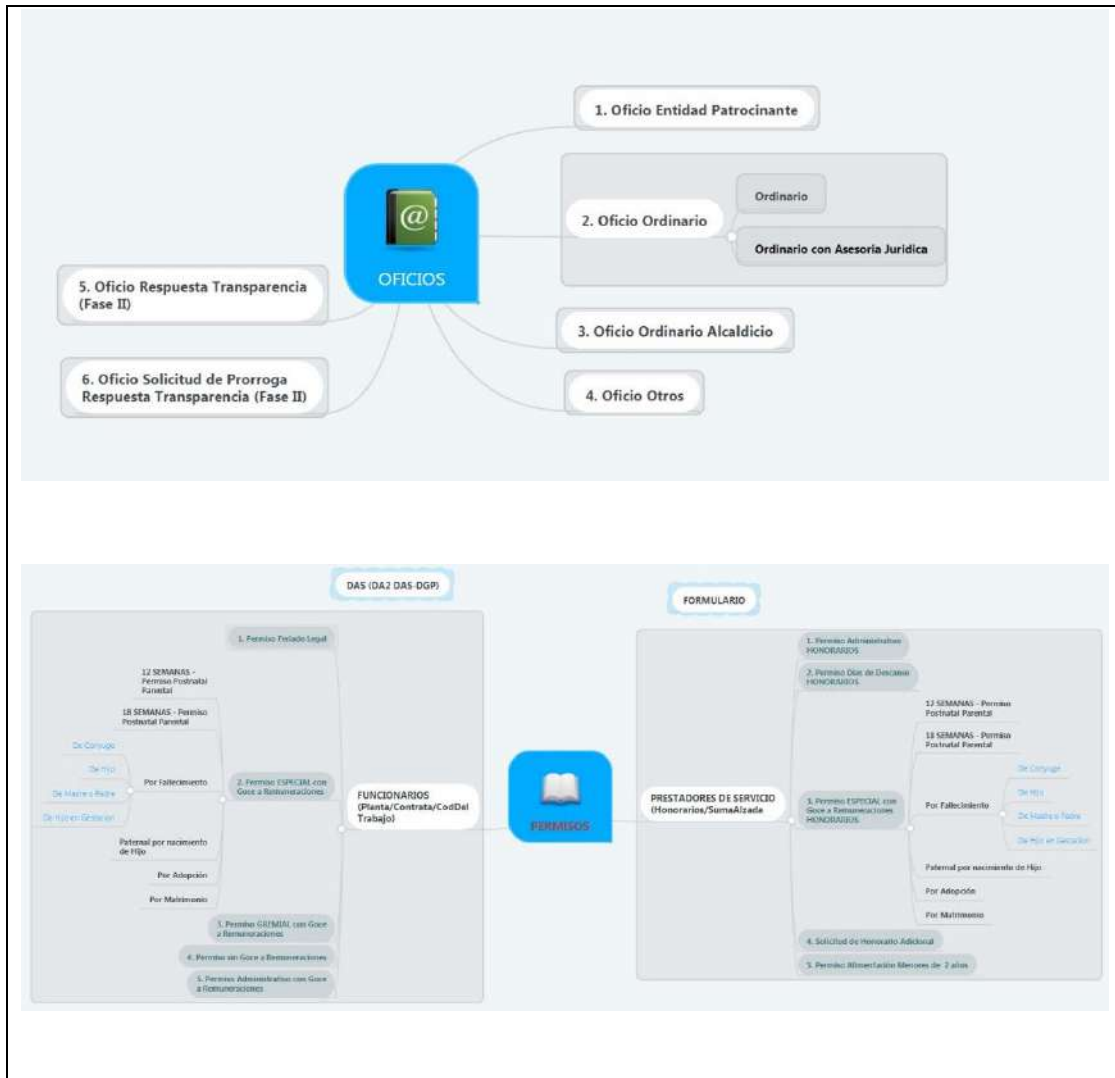 1. Oficio Entidad Patrocinante
2. Oficio Ordinario
Ordinario
Ordinario con Asesoría Juridica
@
OFICIOS
5. Oficio Respuesta Transparencia
(Fase II)
6. Oficio Solicitud de Prorroga
Respuesta Transparencia (Fase II)
3. Oficio Ordinario Alcaldicio
4. Oficio Otros
DAS (DA2 DAS-DGP)
1. Permiso Feriado Legal
12 SEMANAS -
Permiso Postnatal
Parental
18 SEMANAS - Permiso
Postnatal Parental
De Conyuge
De Hijo
De Madre o Padre
De Hijo en Gestacion
Por Fallecimiento
2. Permiso ESPECIAL con
Goce a Remuneraciones
Paternal por nacimiento
de Hijo
Por Adopción
Por Matrimonio
3. Permiso GREMIAL con Goce
a Remuneraciones
4. Permiso sin Goce a Remuneraciones
5. Permiso Administrativo con Goce
a Remuneraciones
FUNCIONARIOS
(Planta/Contrata/CodDel
Trabajo)
PERMISOS
FORMULARIO
PRESTADORES DE SERVICIO
(Honorarios/SumaAlzada
1. Permiso Administrativo
HONORARIOS
2. Permiso Dias de Descanso
HONORARIOS
3. Permiso ESPECIAL con
Goce a Remuneraciones
HONORARIOS
12 SEMANAS - Permiso
Postnatal Parental
18 SEMANAS - Permiso
Postnatal Parental
Por Fallecimiento
De Conyuge
De Hijo
De Madre o Padre
De Hijo en Gestacion
Paternal por nacimiento de Hijo
Por Adopción
Por Matrimonio
4. Solicitud de Honorario Adicional
5. Permiso Alimentación Menores de 2 años